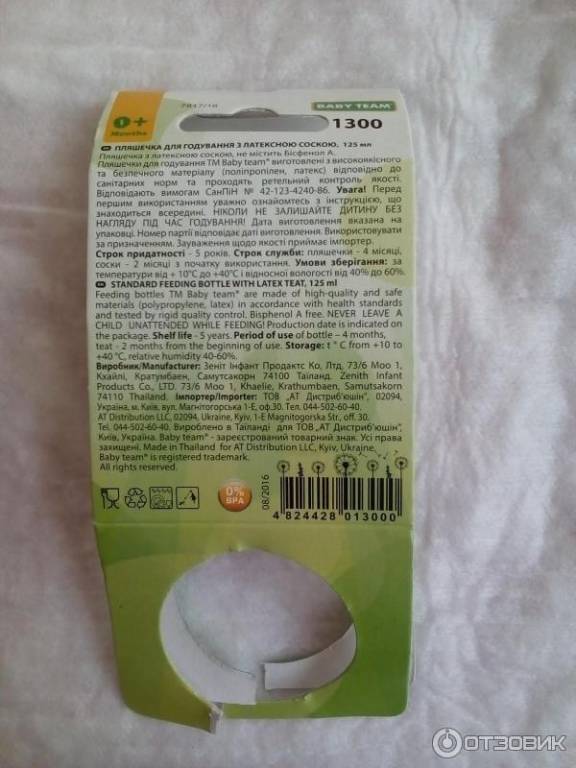 0+
Months
7847/18
BABY TEAM
1300
ПЛЯШЕЧКА ДЛЯ ГОДУВАННЯ З ЛАТЕКСНОЮ СОСКОЮ, 125 мл
Пляшечка з латексною соскою, не містить Бісфенол А.
Пляшечки для годування ТМ Baby team® виготовлені з високоякісного
та безпечного матеріалу (поліпропілен, латекс) відповідно до
санітарних норм та проходять ретельний контроль якості.
Відповідають вимогам СанПіН № 42-123-4240-86. Увага! Перед
першим використанням уважно ознайомтесь з інструкцією, що
знаходиться всередині. НІКОЛИ НЕ ЗАЛИШАЙТЕ ДИТИНУ БЕЗ
НАГЛЯДУ ПІД ЧАС ГОДУВАННЯ! Дата виготовлення вказана на
упаковці. Номер партії відповідає даті виготовлення. Використовувати
за призначенням. Зауваження щодо якості приймає імпортер.
Строк придатності - 5 років. Строк служби: пляшечки - 4 місяці,
соски - 2 місяці з початку використання. Умови зберігання: за
температури від + 10°С до +40°С і відносної вологості від 40% до 60%.
STANDARD FEEDING BOTTLE WITH LATEX TEAT, 125 ml
Feeding bottles TM Baby team® are made of high-quality and safe
materials (polypropylene, latex) in accordance with health standards
and tested by rigid quality control. Bisphenol A free. NEVER LEAVE A
CHILD UNATTENDED WHILE FEEDING! Production date is indicated on
the package. Shelf life - 5 years. Period of use of bottle – 4 months,
teat - 2 months from the beginning of use. Storage: t ° C from +10 to
+40 °C, relative humidity 40-60%.
Виробник/Manufacturer: Зеніт Інфант Продактс Ко, Лтд. 73/6 Моо 1,
Кхайлі, Кратумбаен, Самутсакорн 74100 Таіланд. Zenith Infant
Products Co., LTD. 73/6 Moo 1, Khaelie, Krathumbaen, Samutsakorn
74110 Thailand. Імпортер/Importer: ТОВ „АТ Дистриб'юшін", 02094,
Україна, м. Київ, вул. Магнітогорська 1-Е, оф.30. Тел. 044-502-60-40.
AT Distribution LLC, 02094, Ukraine, Kyiv, 1-E Magnitogorska Str., off. 30.
Tel. 044-502-60-40. Вироблено в Таїланді для ТОВ „АТ Дистриб'юшін",
Київ, Україна. Baby team® - зареєстрований товарний знак. Усі права
захищені. Made in Thailand for AT Distribution LLC, Kyiv, Ukraine.
Baby team® is registered trademark.
All rights reserved.
0%
BPA
08/2016
4 824428 013000
ОТЗОВИК